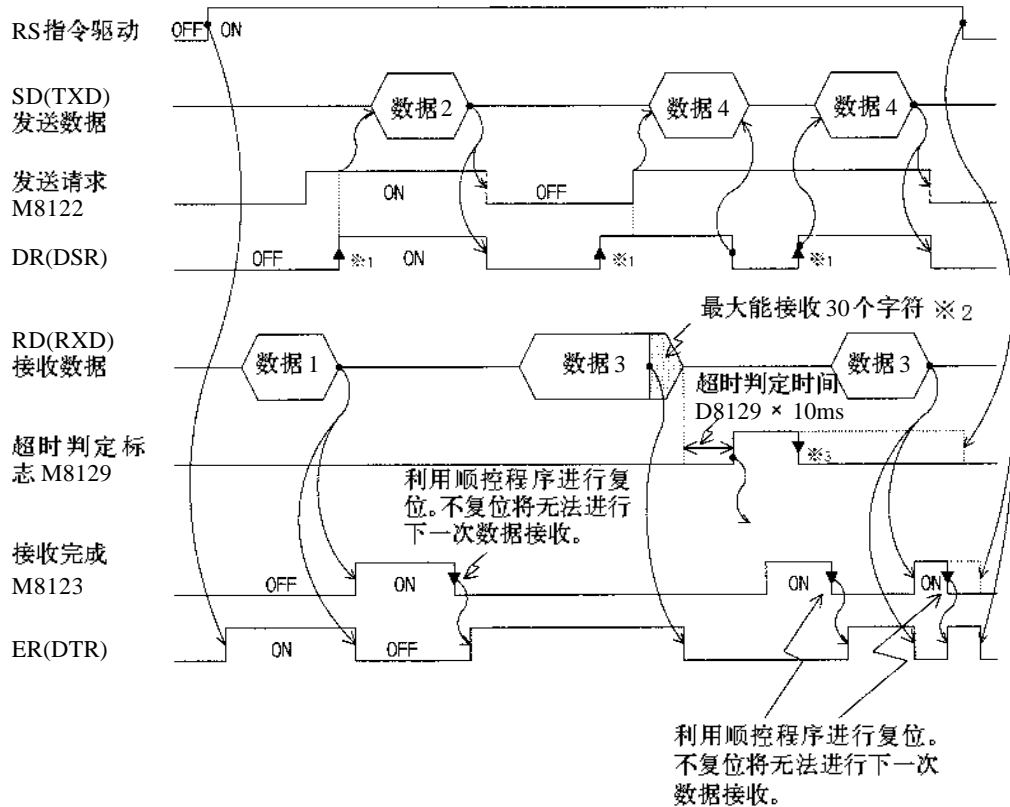 RS指令驱动
OFF
ON
SD(TXD)
发送数据
数据2
数据4
数据4
发送请求
M8122
ON
OFF
DR(DSR)
OFF
※1
ON
※1
※1
最大能接收30个字符 ※2
RD(RXD)
接收数据
数据1
数据3
数据3
超时判定时间
D8129 × 10ms
超时判定标
志 M8129
※3
利用顺控程序进行复
位。不复位将无法进行
下一次数据接收。
接收完成
M8123
OFF
ON
ON
ON
ER(DTR)
ON
OFF
利用顺控程序进行复位。
不复位将无法进行下一次
数据接收。